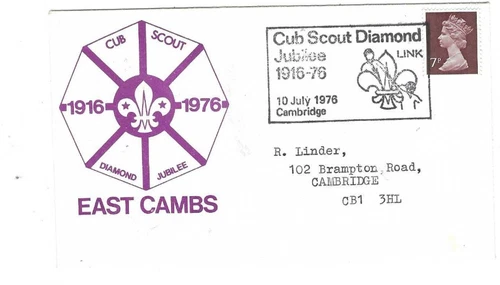 CUB SCOUT
1916 1976
DIAMOND JUBILEE
EAST CAMBS
Cub Scout Diamond
Jubilee LINK
1916-76
10 July 1976
Cambridge
7P
R. Linder,
102 Brampton Road,
CAMBRIDGE
CB1 3HL